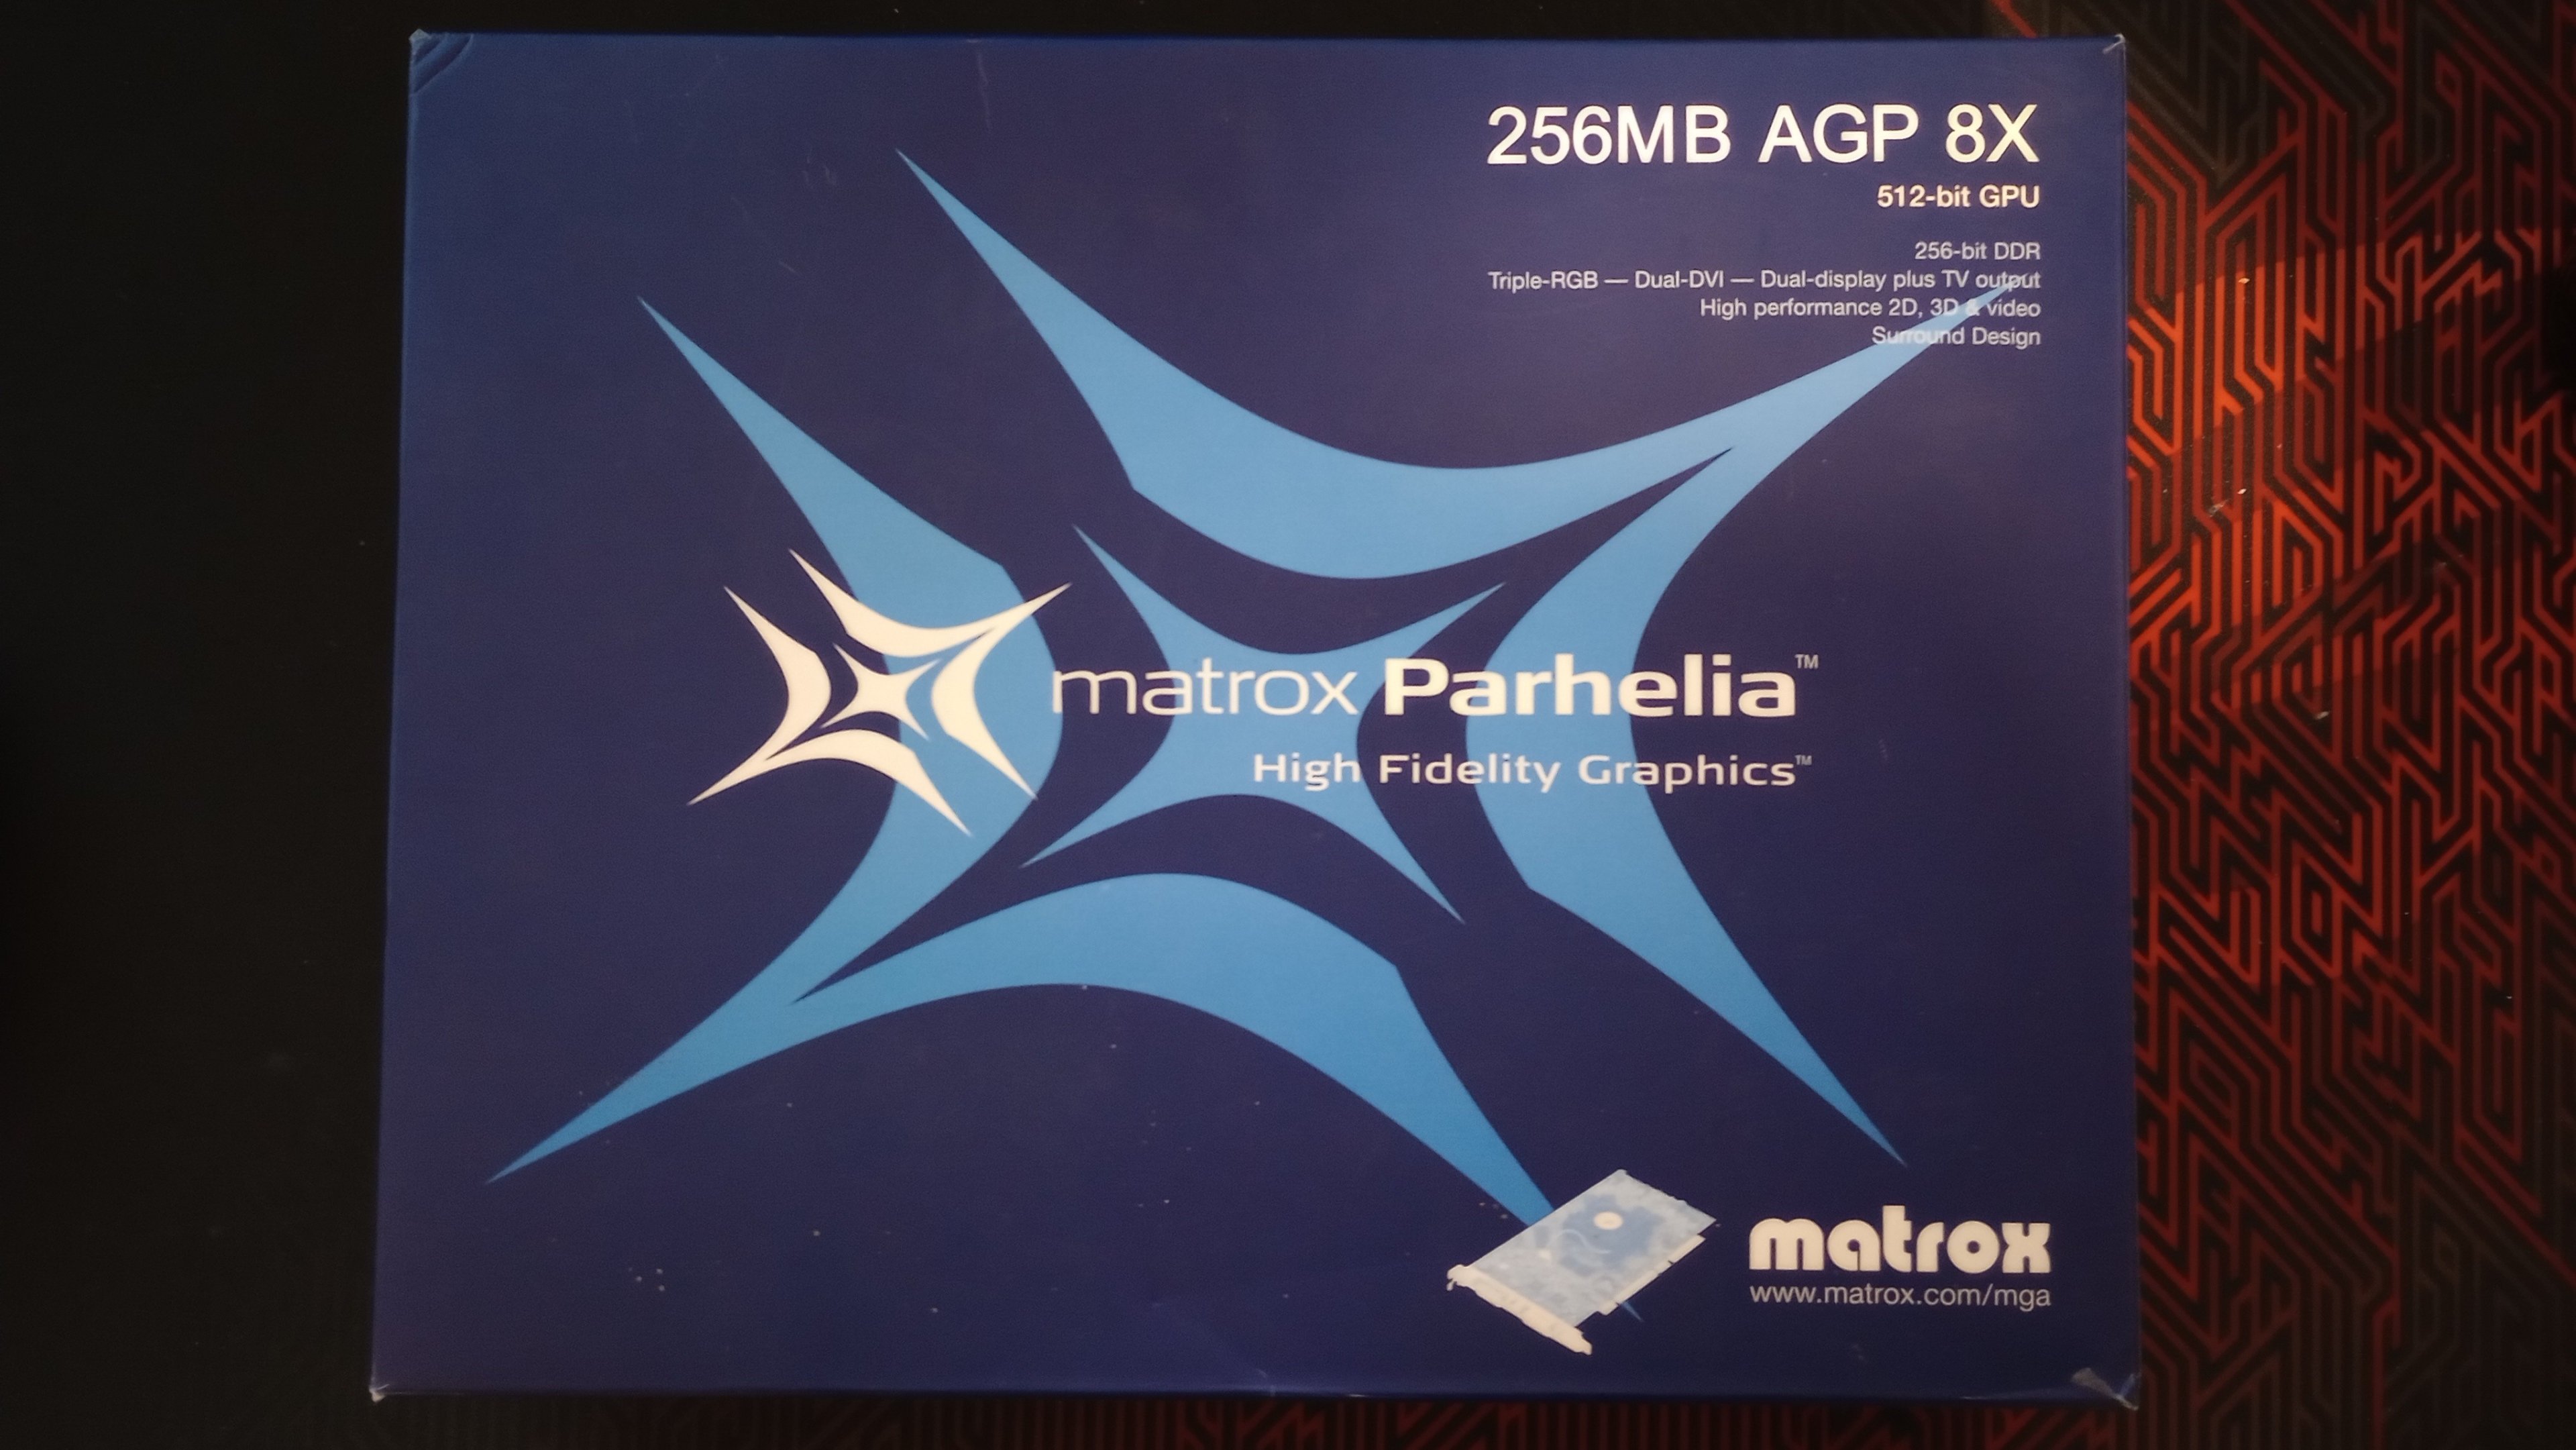 256MB AGP 8X
512-bit GPU
256-bit DDR
Triple-RGB — Dual-DVI — Dual-display plus TV output
High performance 2D, 3D & video
Surround Design
matrox Parhelia™
High Fidelity Graphics™
matrox
www.matrox.com/mga